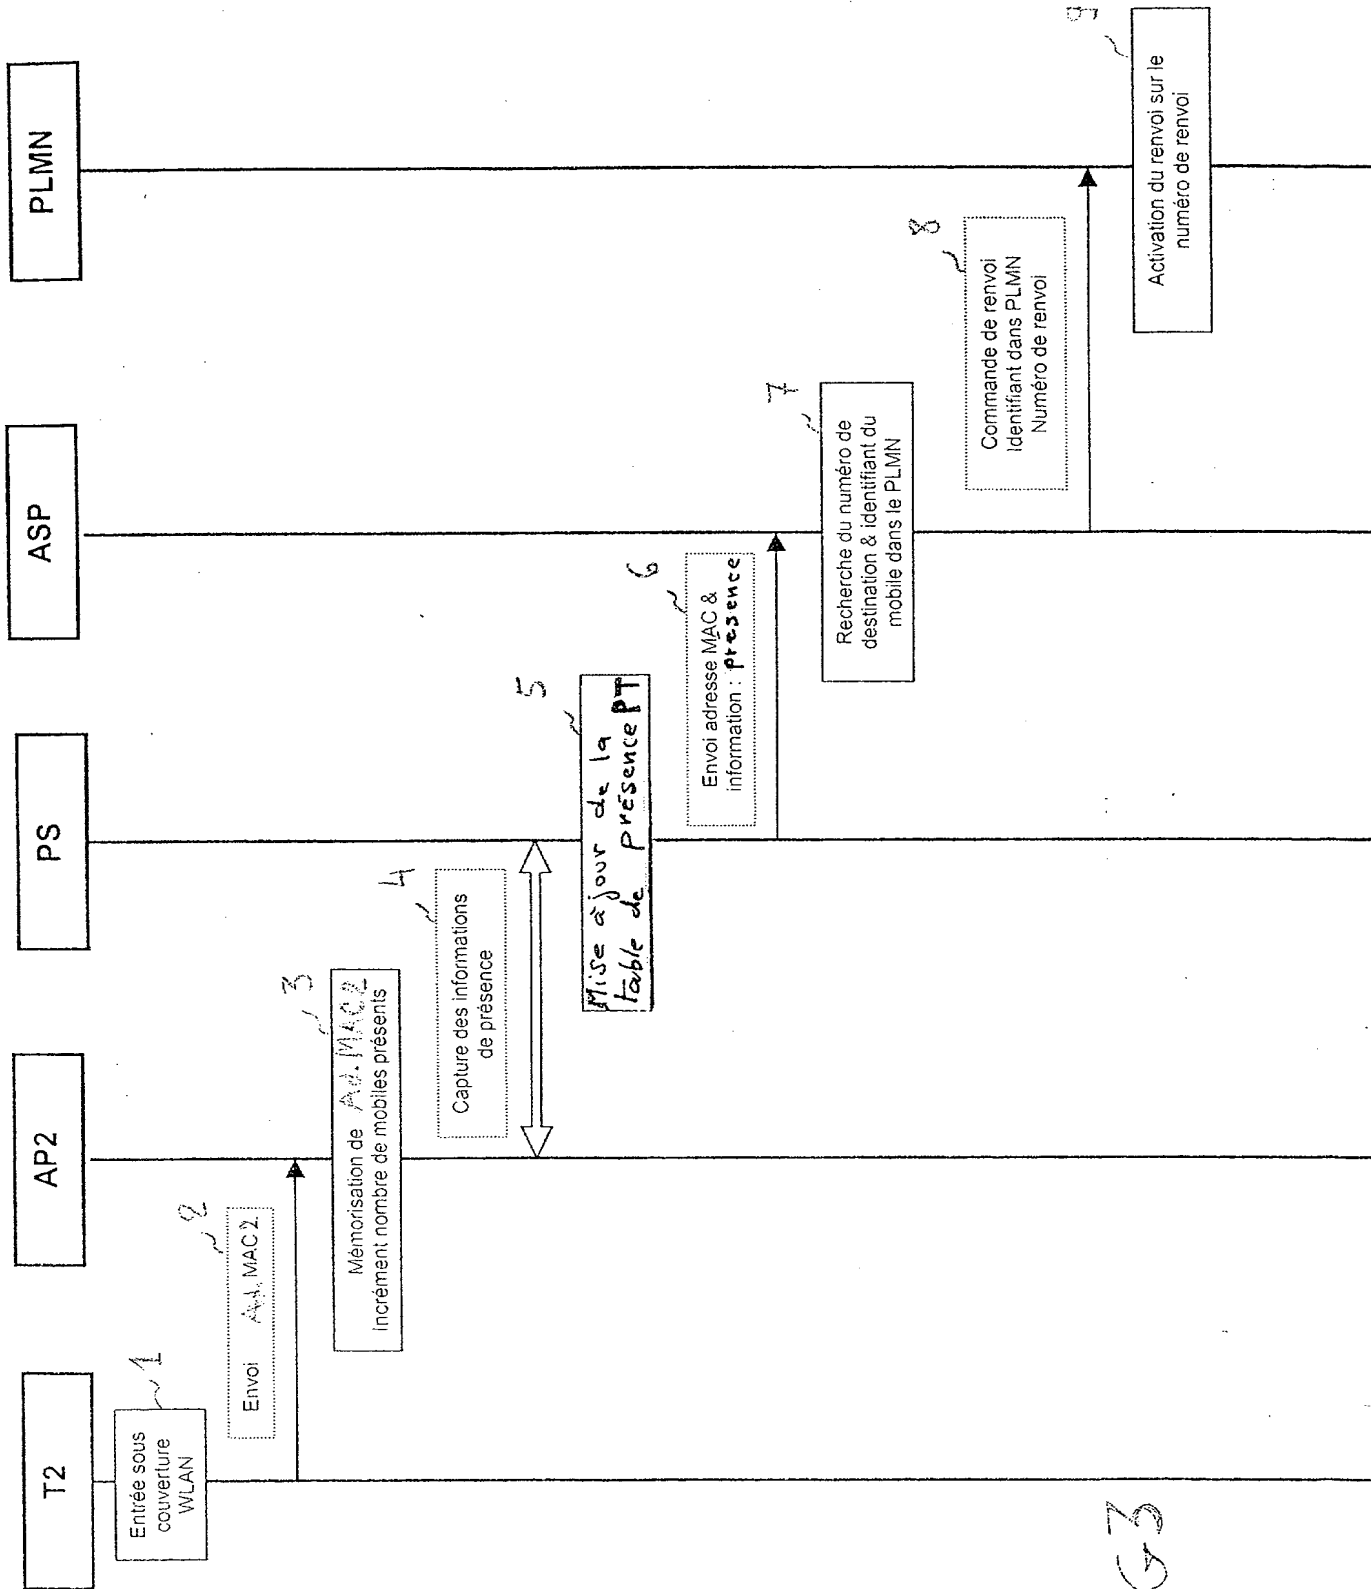 T2
AP2
PS
ASP
PLMN
1
Entrée sous
couverture
WLAN
2
Envoi Ad. MAC 2
3
Mémorisation de Ad. MAC 2
Incrément nombre de mobiles présents
4
Capture des informations
de présence
5
Mise à jour de la
table de présence PT
6
Envoi adresse MAC &
information : presence
7
Recherche du numéro de
destination & identifiant du
mobile dans le PLMN
8
Commande de renvoi
Identifiant dans PLMN
Numéro de renvoi
9
Activation du renvoi sur le
numéro de renvoi
G3